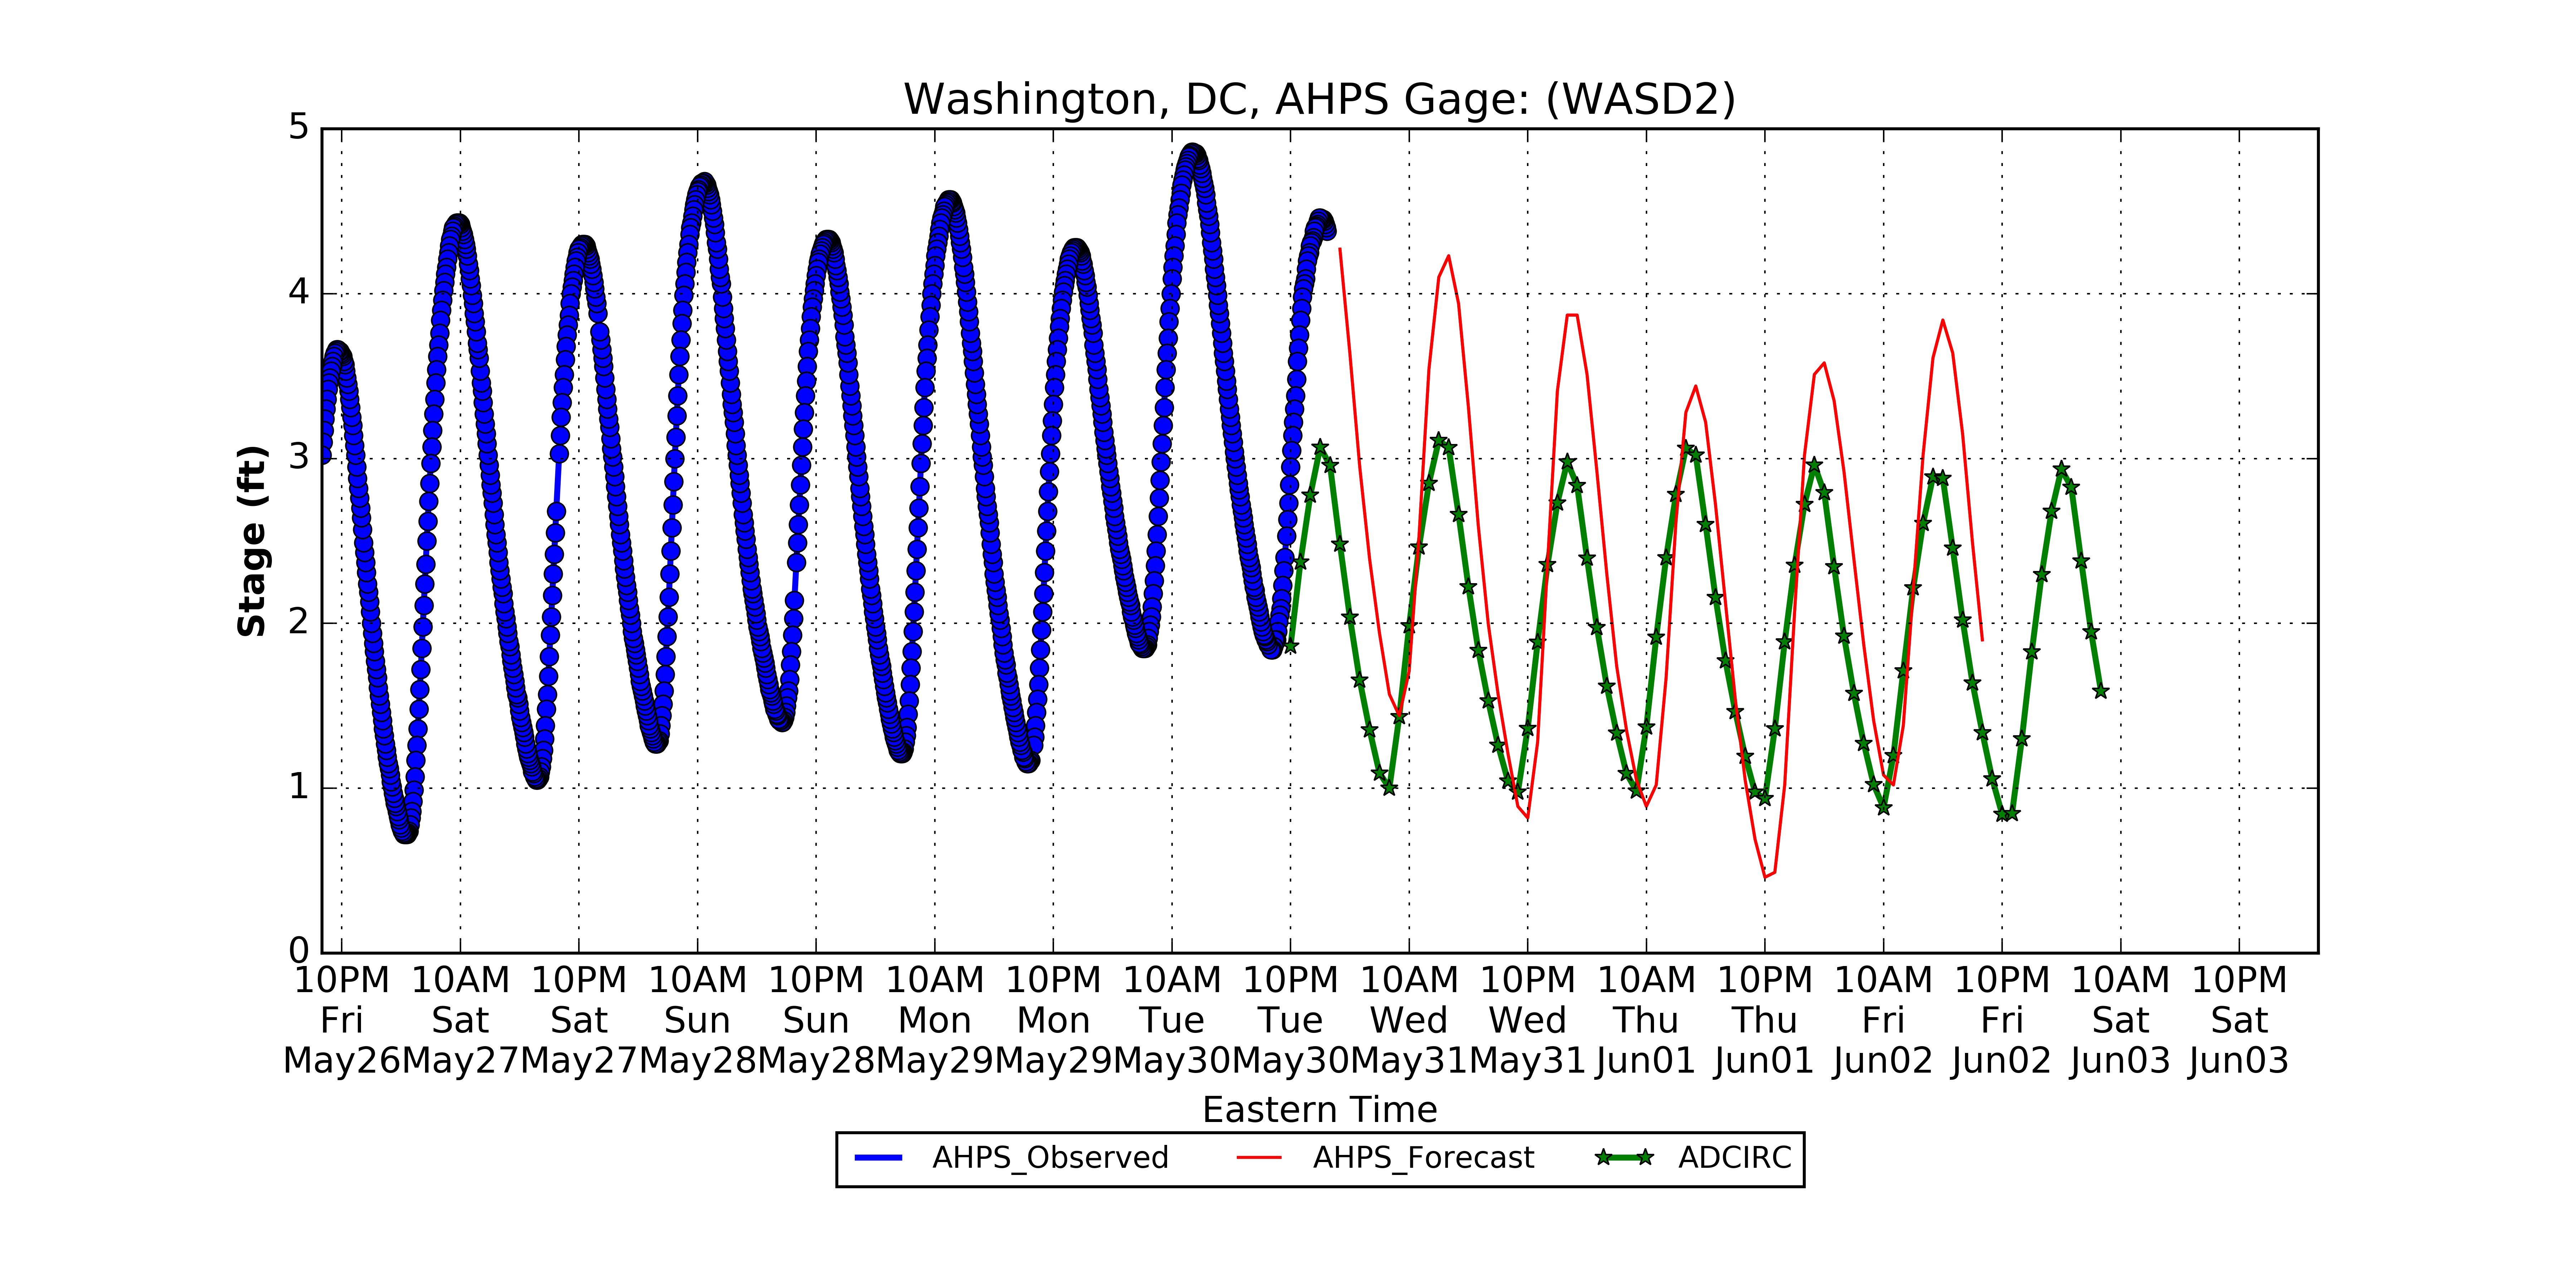 Washington, DC, AHPS Gage: (WASD2)
5
4
3
2
1
0
Stage (ft)
10PM 10AM 10PM 10AM 10PM 10AM 10PM 10AM 10PM 10AM 10PM 10AM 10PM 10AM 10PM 10AM 10PM
Fri Sat Sat Sun Sun Mon Mon Tue Tue Wed Wed Thu Thu Fri Fri Sat Sat
May26 May27 May27 May28 May28 May29 May29 May30 May30 May31 May31 Jun01 Jun01 Jun02 Jun02 Jun03 Jun03
Eastern Time
AHPS_Observed AHPS_Forecast ADCIRC